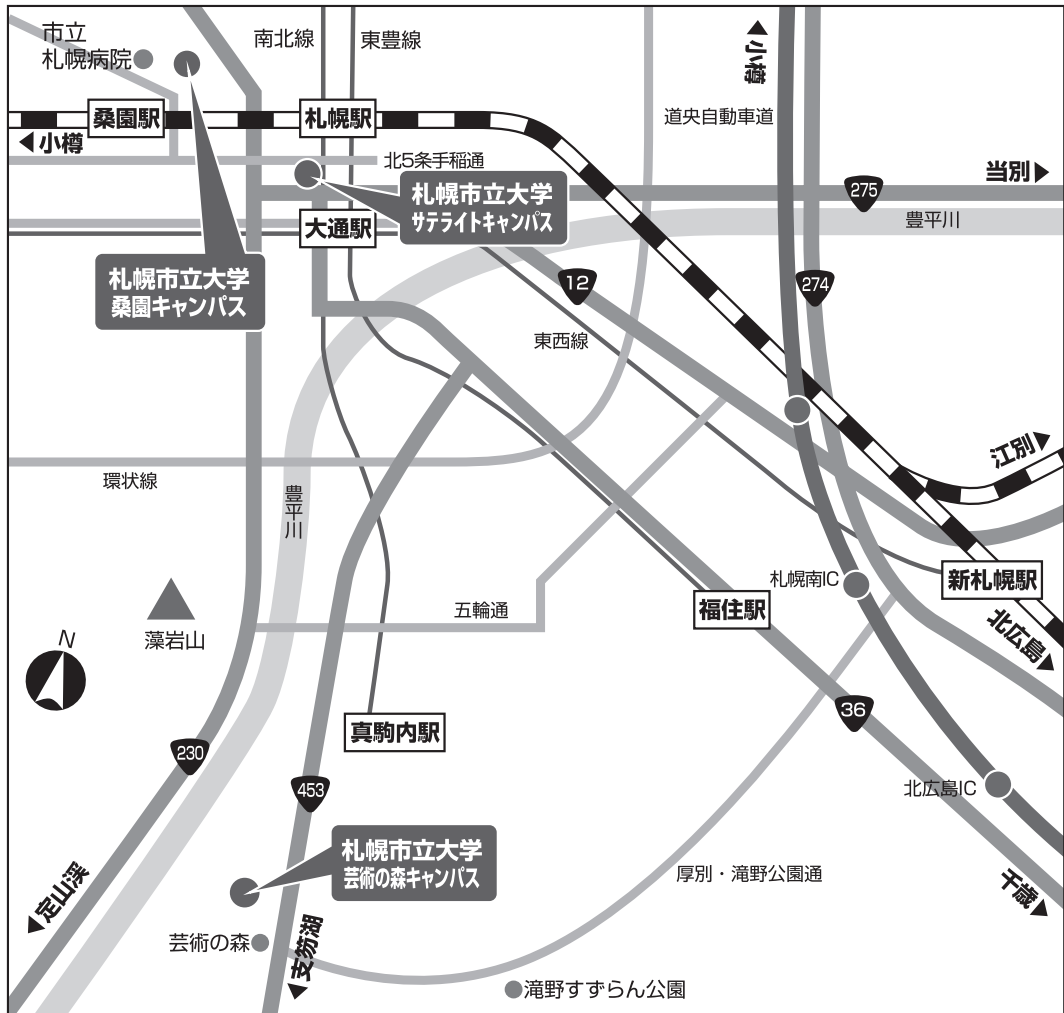 市立
札幌病院
南北線
東豊線
小樽
道央自動車道
桑園駅
札幌駅
小樽
北5条手稲通
当別
札幌市立大学
サテライトキャンパス
275
大通駅
豊平川
札幌市立大学
桑園キャンパス
12
274
東西線
江別
環状線
豊平川
札幌南IC
新札幌駅
福住駅
五輪通
藻岩山
北広島
N
真駒内駅
36
230
453
北広島IC
札幌市立大学
芸術の森キャンパス
厚別・滝野公園通
千歳
定山渓
芸術の森
支笏湖
滝野すずらん公園